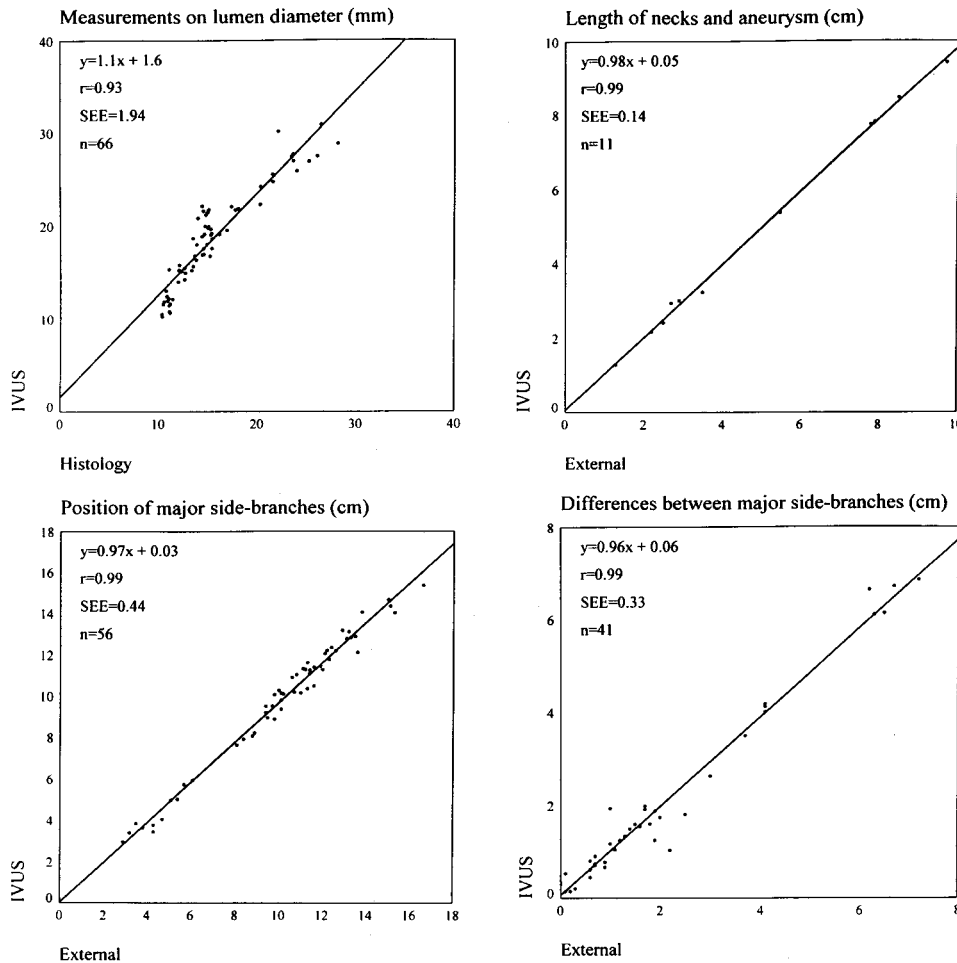 Measurements on lumen diameter (mm)
40
y=1.1x + 1.6
r=0.93
SEE=1.94
n=66
30
20
10
0
IVUS
0 10 20 30 40
Histology
Length of necks and aneurysm (cm)
10
y=0.98x + 0.05
r=0.99
SEE=0.14
n=11
8
6
4
2
0
IVUS
0 2 4 6 8 10
External
Position of major side-branches (cm)
18
y=0.97x + 0.03
r=0.99
SEE=0.44
n=56
16
14
12
10
8
6
4
2
0
IVUS
0 2 4 6 8 10 12 14 16 18
External
Differences between major side-branches (cm)
8
y=0.96x + 0.06
r=0.99
SEE=0.33
n=41
6
4
2
0
IVUS
0 2 4 6 8
External